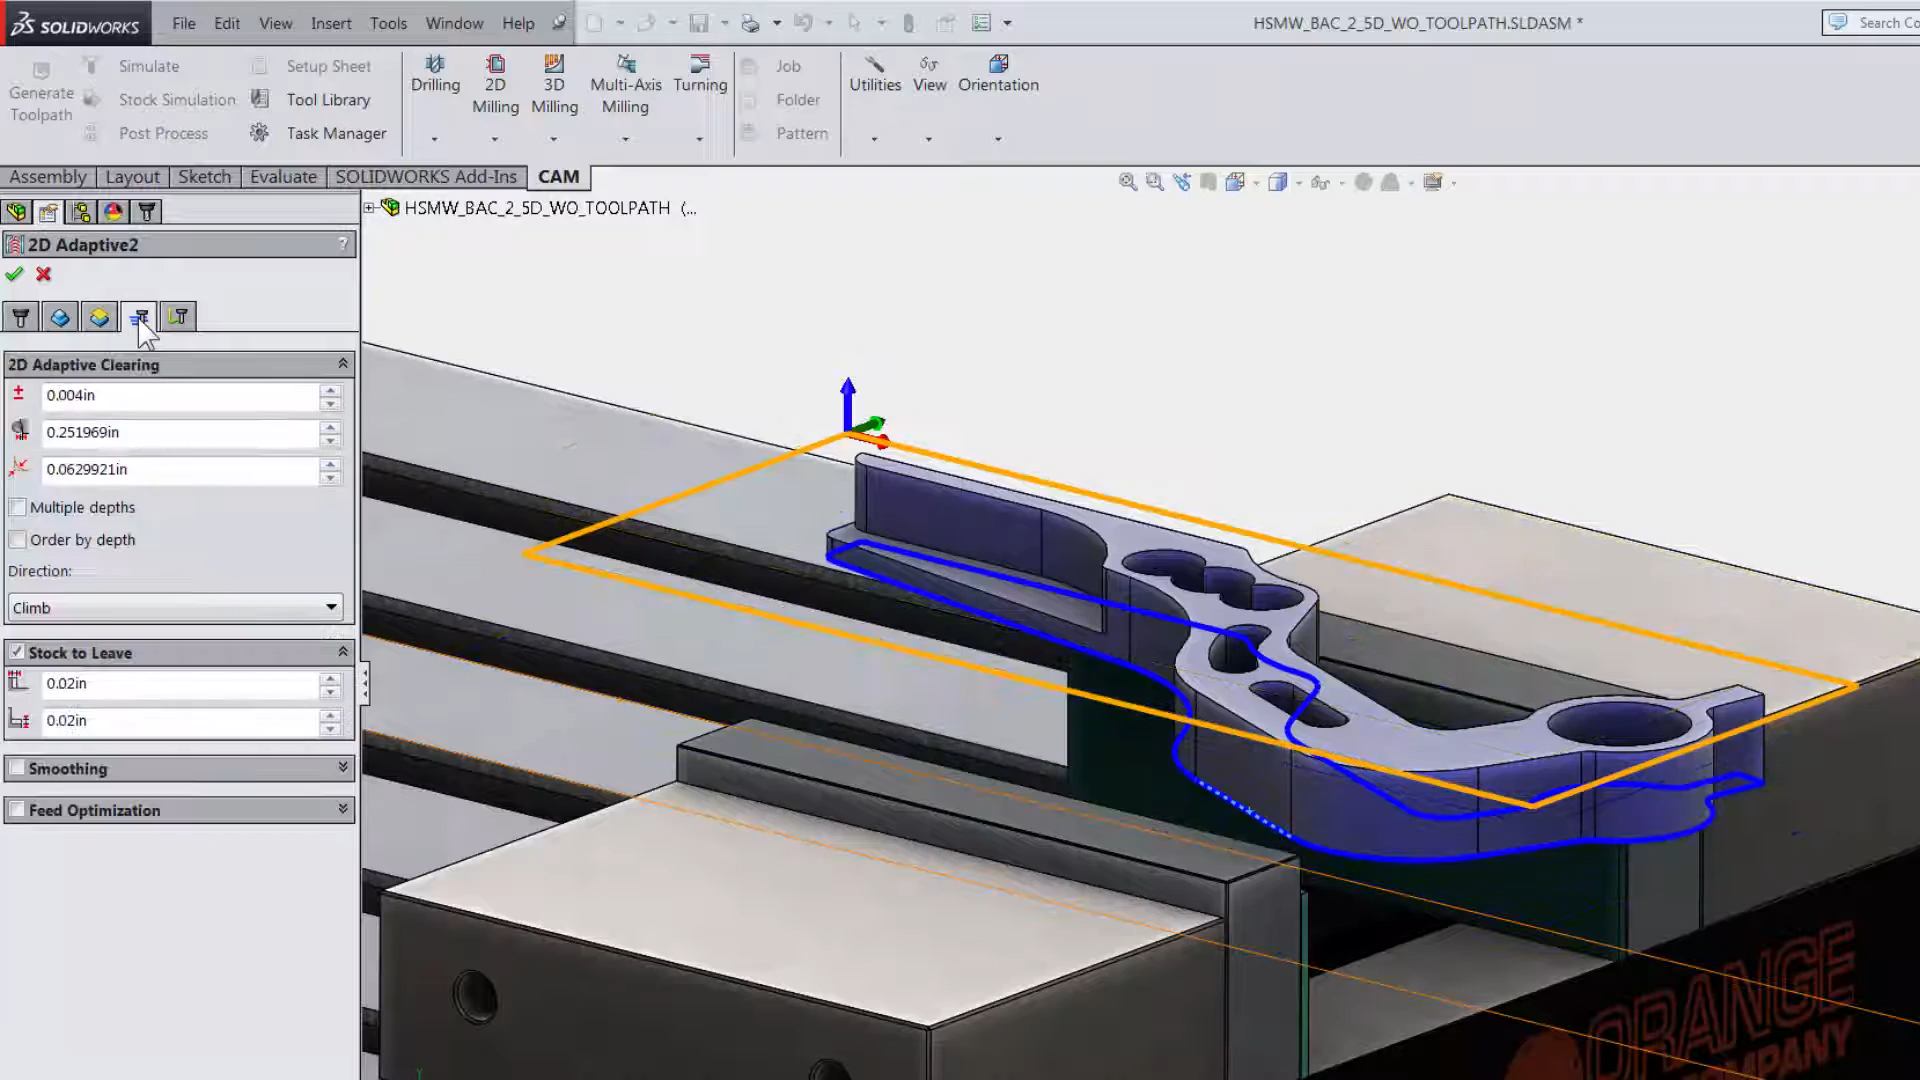 SOLIDWORKS File Edit View Insert Tools Window Help HSMW_BAC_2_5D_WO_TOOLPATH.SLDASM * Search Co
Generate Toolpath
Simulate
Stock Simulation
Post Process
Setup Sheet
Tool Library
Task Manager
Drilling
2D Milling
3D Milling
Multi-Axis Milling
Turning
Job
Folder
Pattern
Utilities
View
Orientation
Assembly Layout Sketch Evaluate SOLIDWORKS Add-Ins CAM
HSMW_BAC_2_5D_WO_TOOLPATH (...
2D Adaptive2 ?
2D Adaptive Clearing
0.004in
0.251969in
0.0629921in
Multiple depths
Order by depth
Direction:
Climb
Stock to Leave
0.02in
0.02in
Smoothing
Feed Optimization
ORANGE
COMPANY
Y